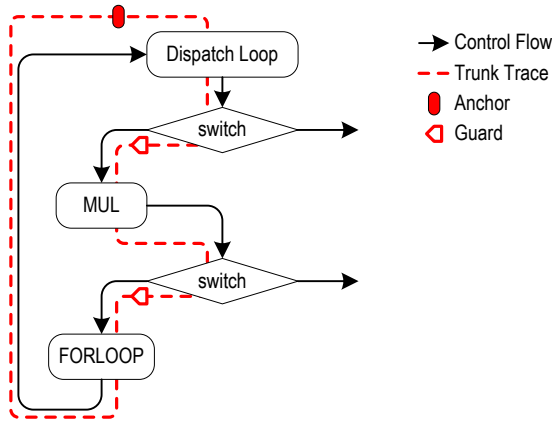 Dispatch Loop
switch
MUL
switch
FORLOOP
Control Flow
Trunk Trace
Anchor
Guard